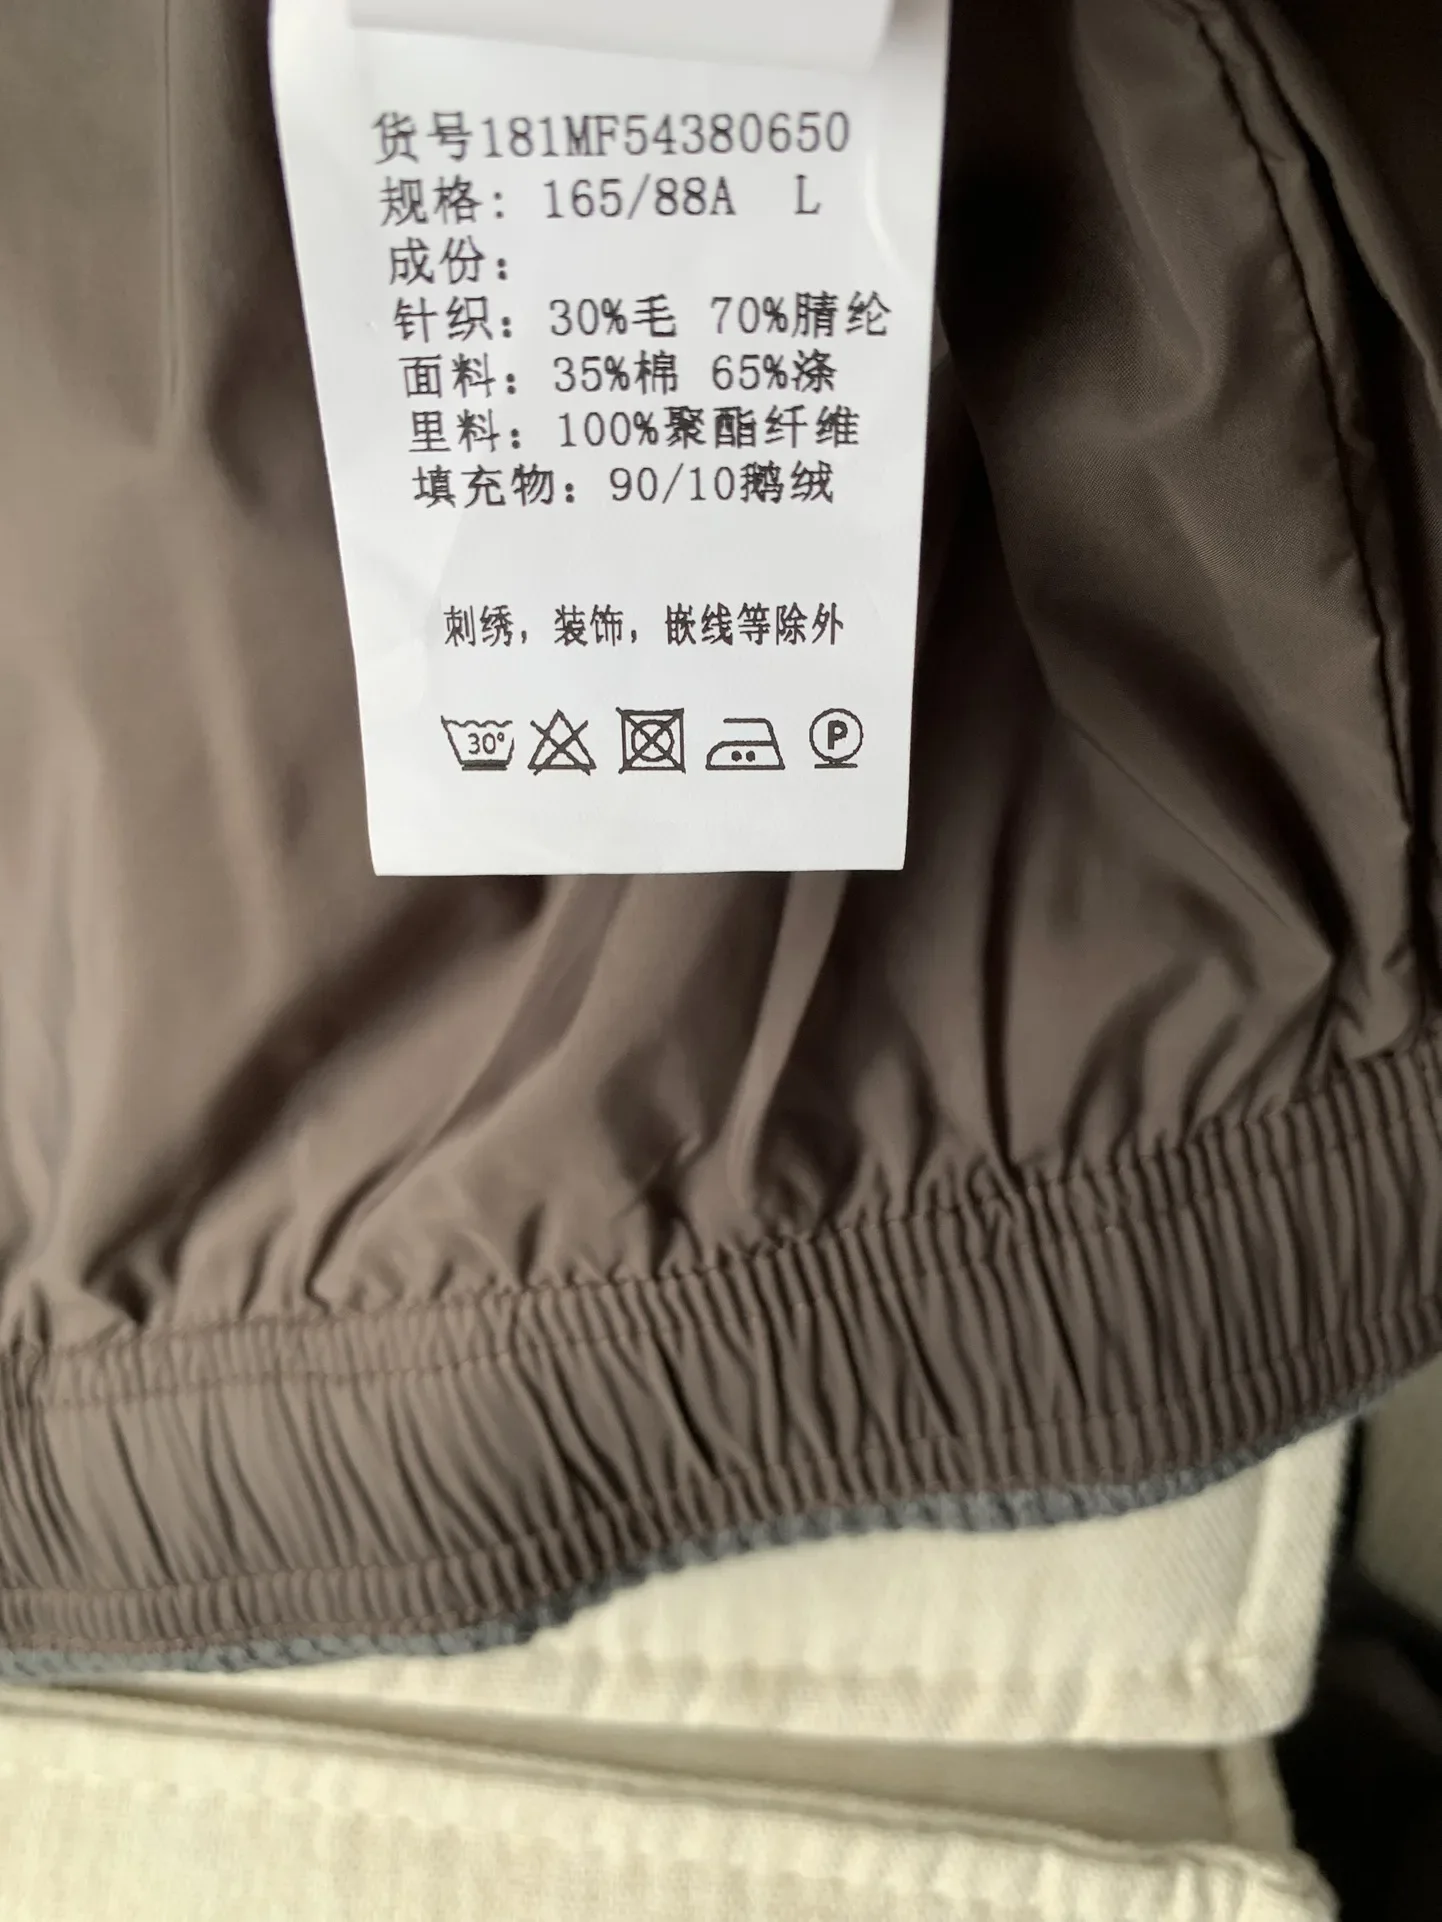 货号181MF54380650
规格: 165/88A L
成份：
针织：30%毛 70%腈纶
面料：35%棉 65%涤
里料：100%聚酯纤维
填充物：90/10鹅绒
刺绣，装饰，嵌线等除外
30°
P